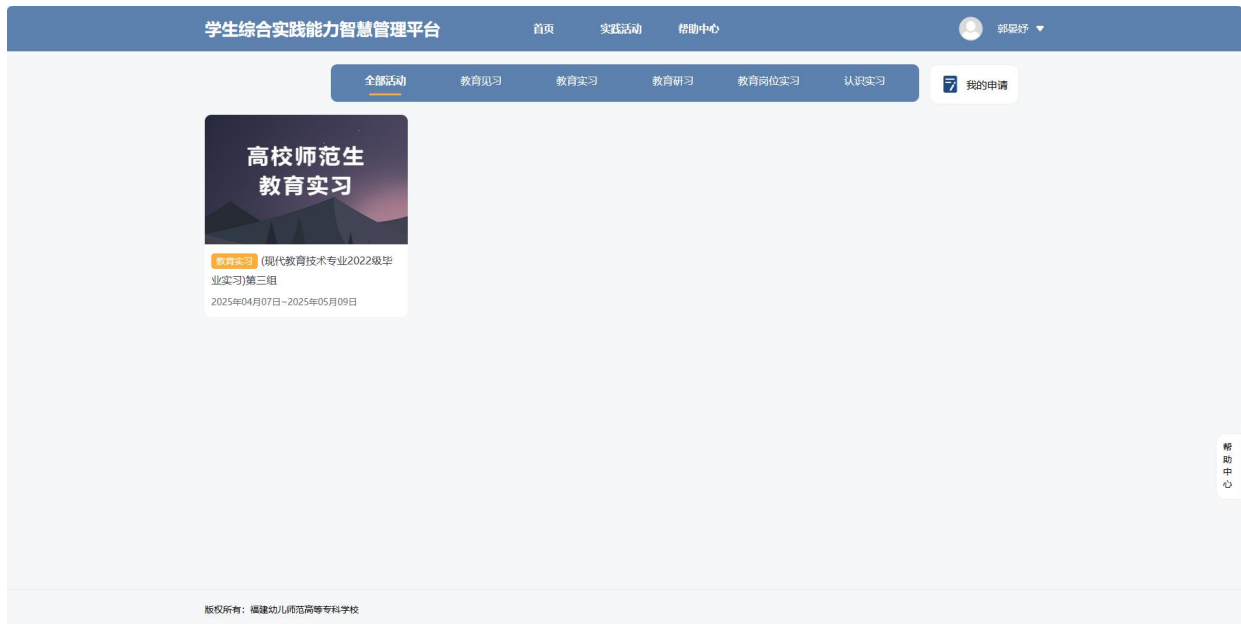 学生综合实践能力智慧管理平台
首页 实践活动 帮助中心
郭晏妤
全部活动 教育见习 教育实习 教育研习 教育岗位实习 认识实习
我的申请
高校师范生
教育实习
教育实习 (现代教育技术专业2022级毕
业实习)第三组
2025年04月07日~2025年05月09日
帮
助
中
心
版权所有：福建幼儿师范高等专科学校